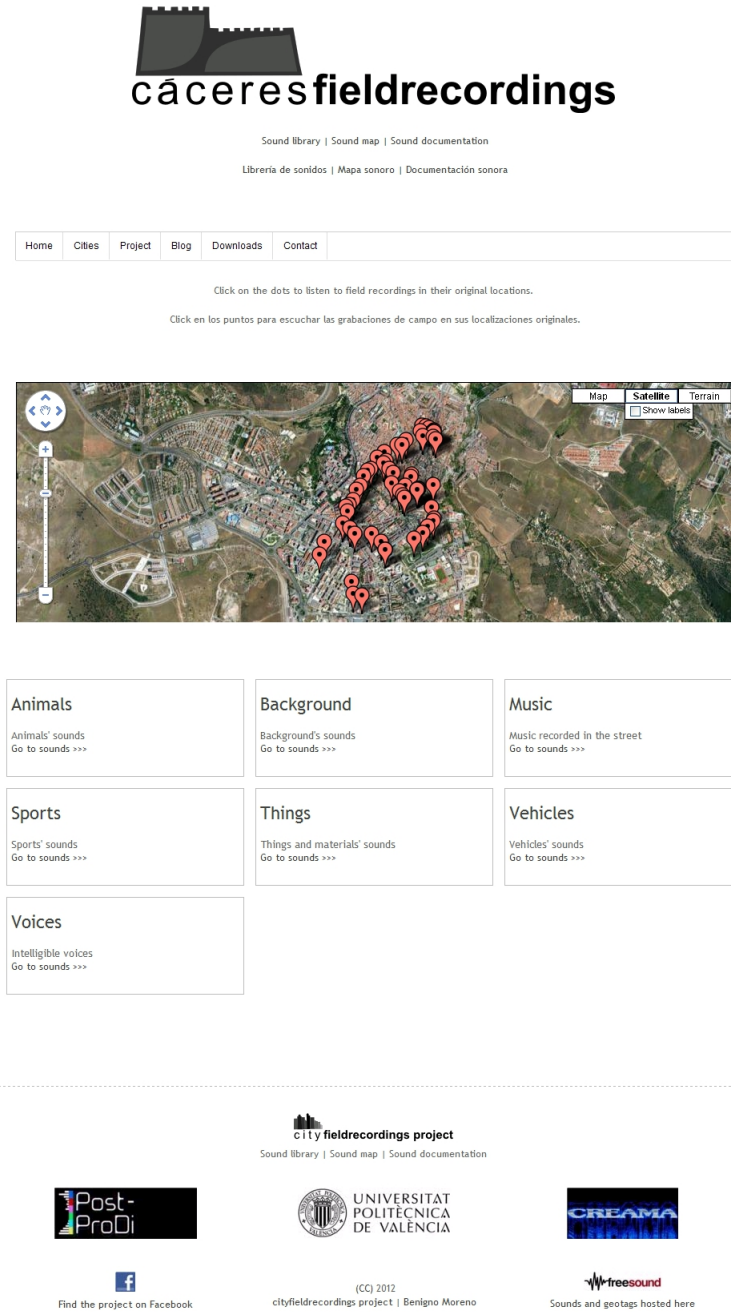 cáceresfieldrecordings
Sound library | Sound map | Sound documentation
Librería de sonidos | Mapa sonoro | Documentación sonora
Home Cities Project Blog Downloads Contact
Click on the dots to listen to field recordings in their original locations.
Click en los puntos para escuchar las grabaciones de campo en sus localizaciones originales.
Map Satellite Terrain
Show labels
Animals
Animals' sounds
Go to sounds >>>
Background
Background's sounds
Go to sounds >>>
Music
Music recorded in the street
Go to sounds >>>
Sports
Sports' sounds
Go to sounds >>>
Things
Things and materials' sounds
Go to sounds >>>
Vehicles
Vehicles' sounds
Go to sounds >>>
Voices
Intelligible voices
Go to sounds >>>
city fieldrecordings project
Sound library | Sound map | Sound documentation
Post-
ProDi
UNIVERSITAT
POLITÈCNICA
DE VALÈNCIA
CREAMA
Find the project on Facebook
(CC) 2012
cityfieldrecordings project | Benigno Moreno
freesound
Sounds and geotags hosted here